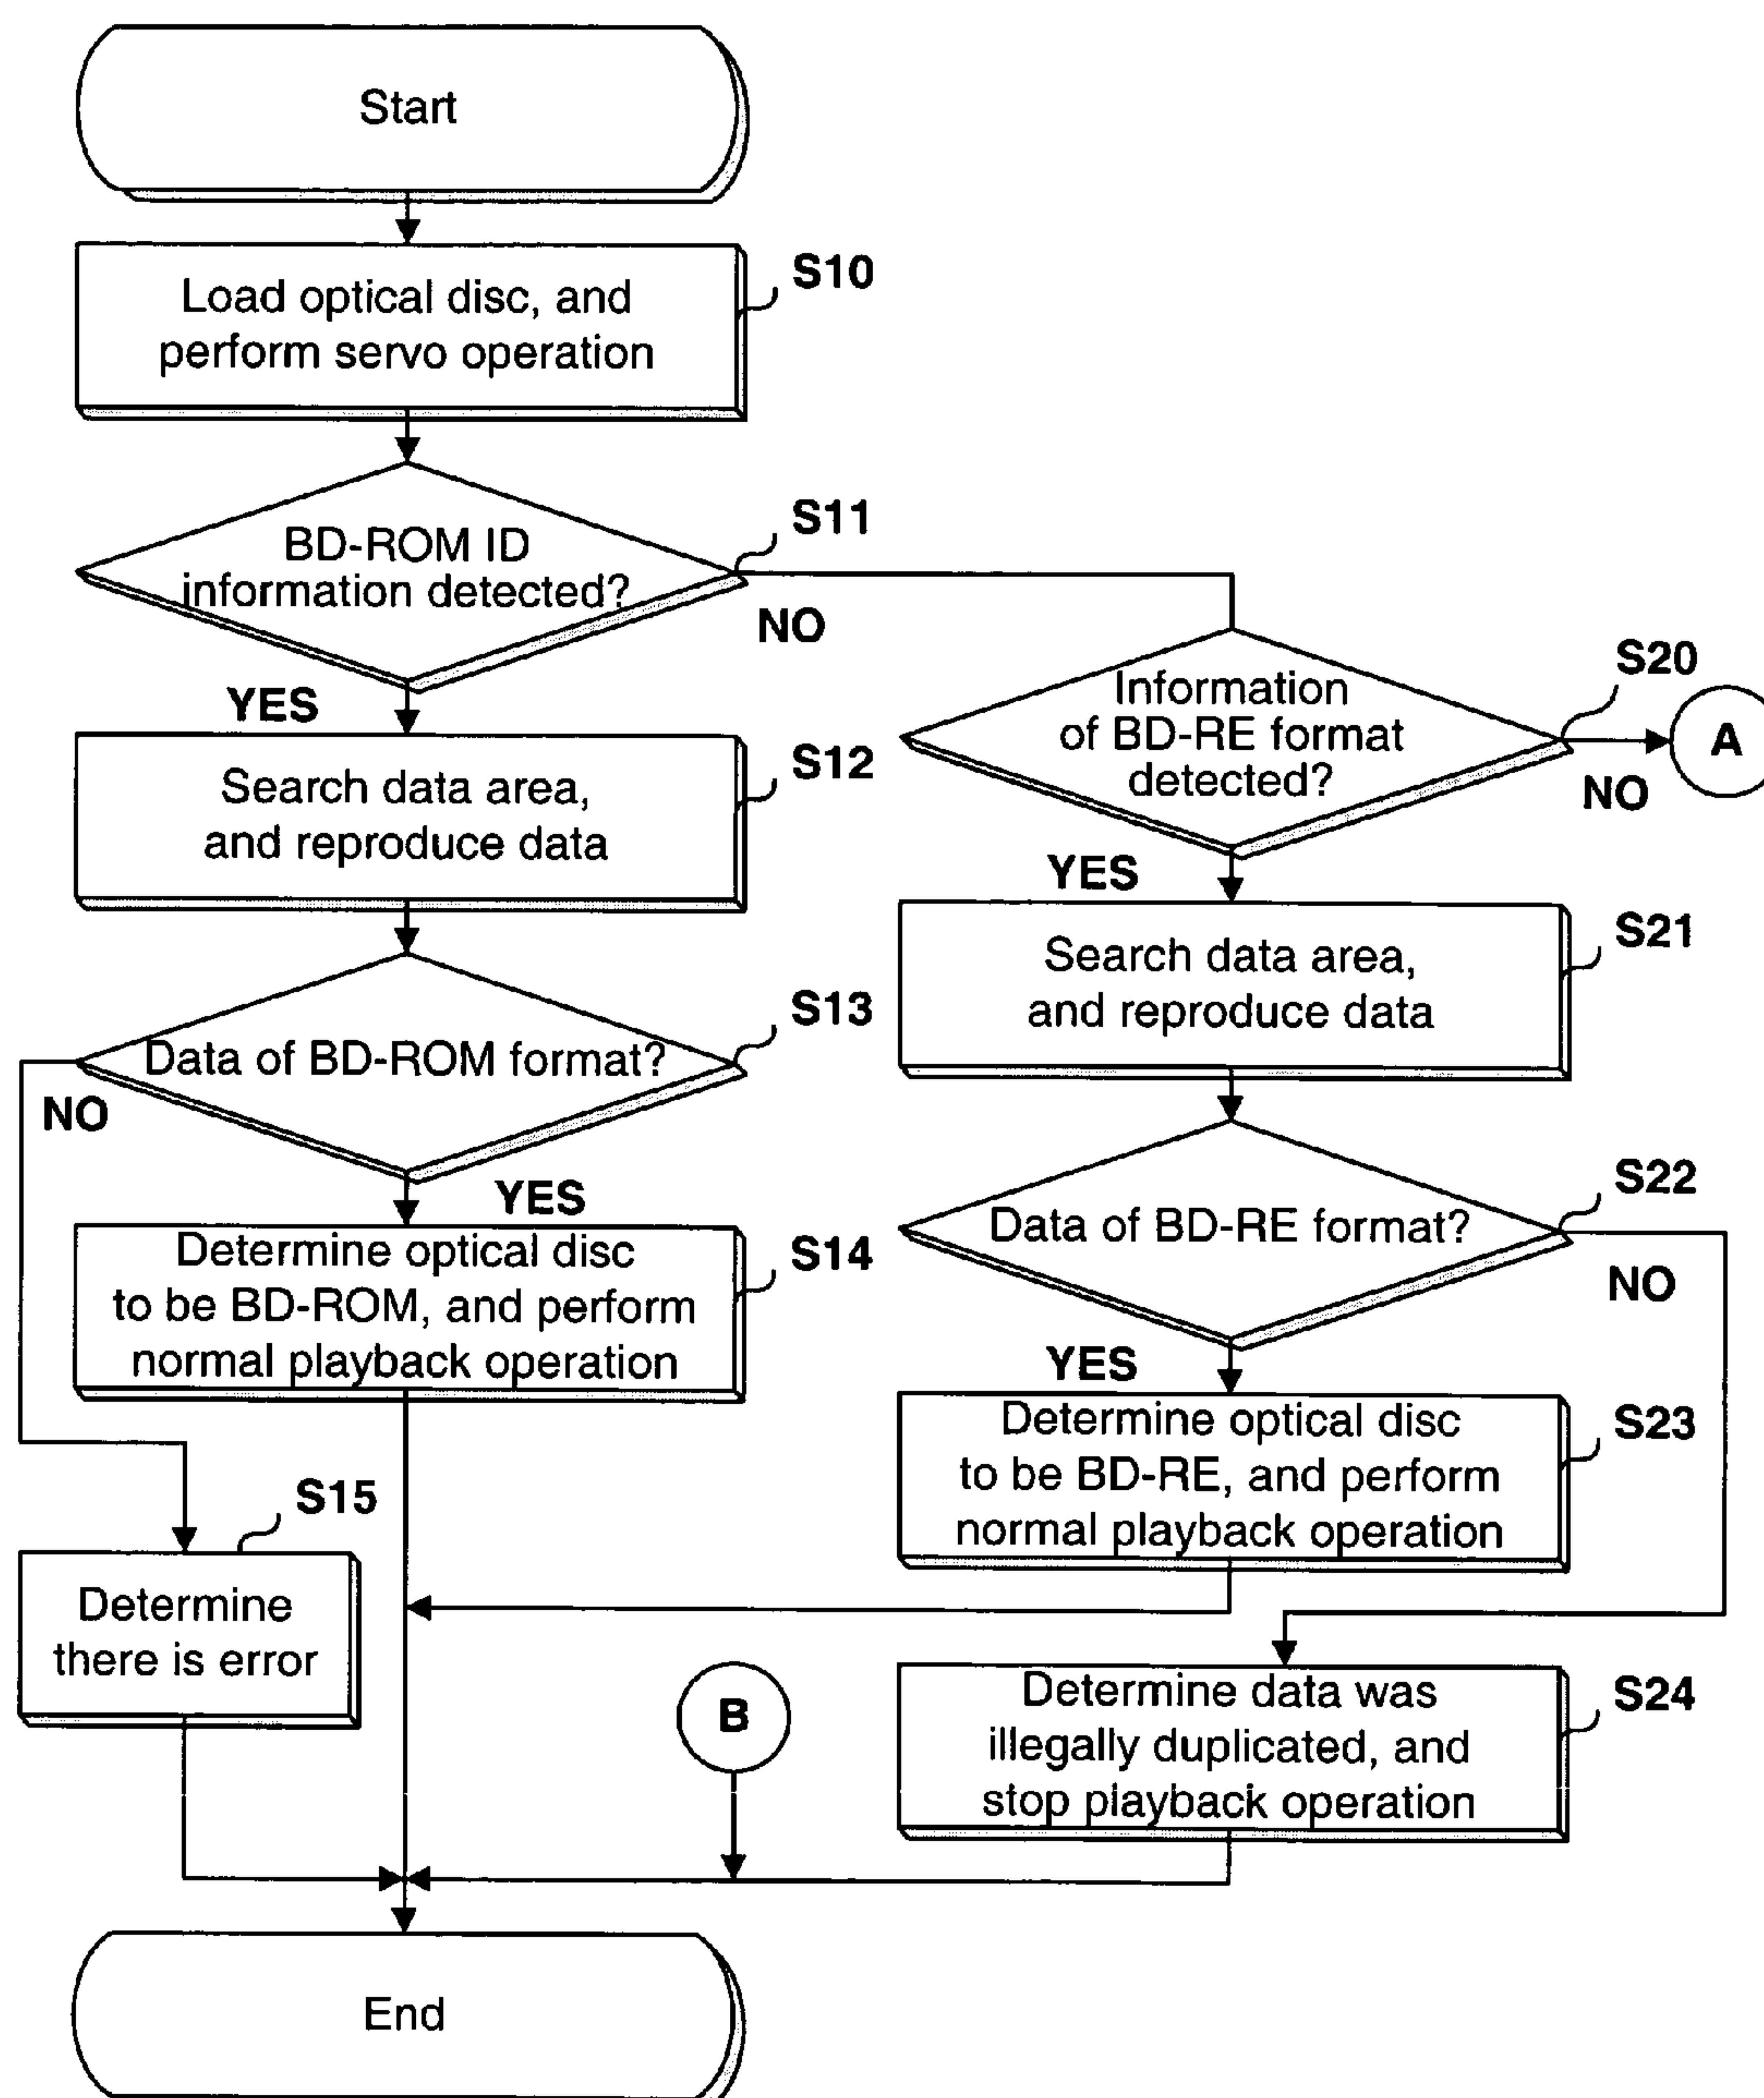 Start
Load optical disc, and
perform servo operation
S10
BD-ROM ID
information detected?
S11
NO
YES
Search data area,
and reproduce data
S12
Data of BD-ROM format?
S13
NO
YES
Determine optical disc
to be BD-ROM, and perform
normal playback operation
S14
S15
Determine
there is error
Information
of BD-RE format
detected?
S20
NO
A
YES
Search data area,
and reproduce data
S21
Data of BD-RE format?
S22
NO
YES
Determine optical disc
to be BD-RE, and perform
normal playback operation
S23
Determine data was
illegally duplicated, and
stop playback operation
S24
B
End